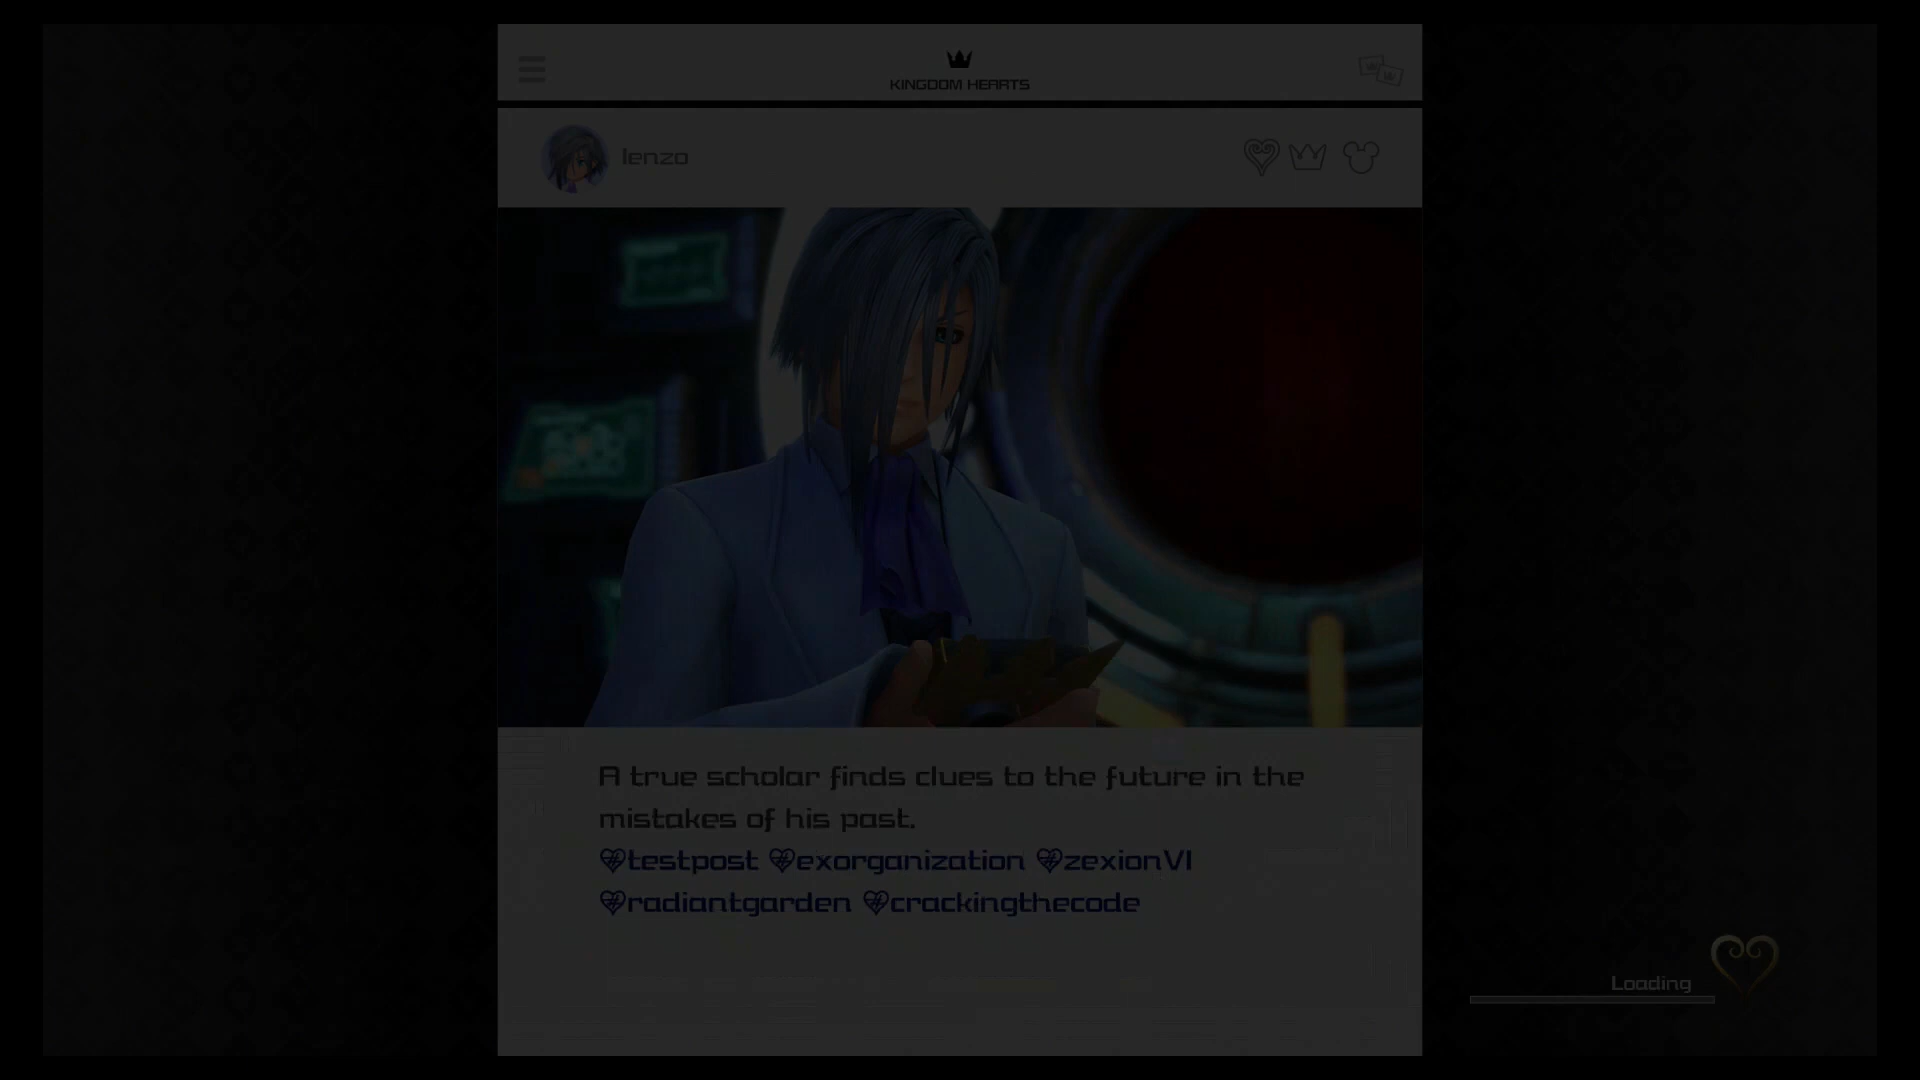 KINGDOM HEARTS
Ienzo
A true scholar finds clues to the future in the
mistakes of his past.
#testpost #exorganization #zexionVI
#radiantgarden #crackingthecode
Loading